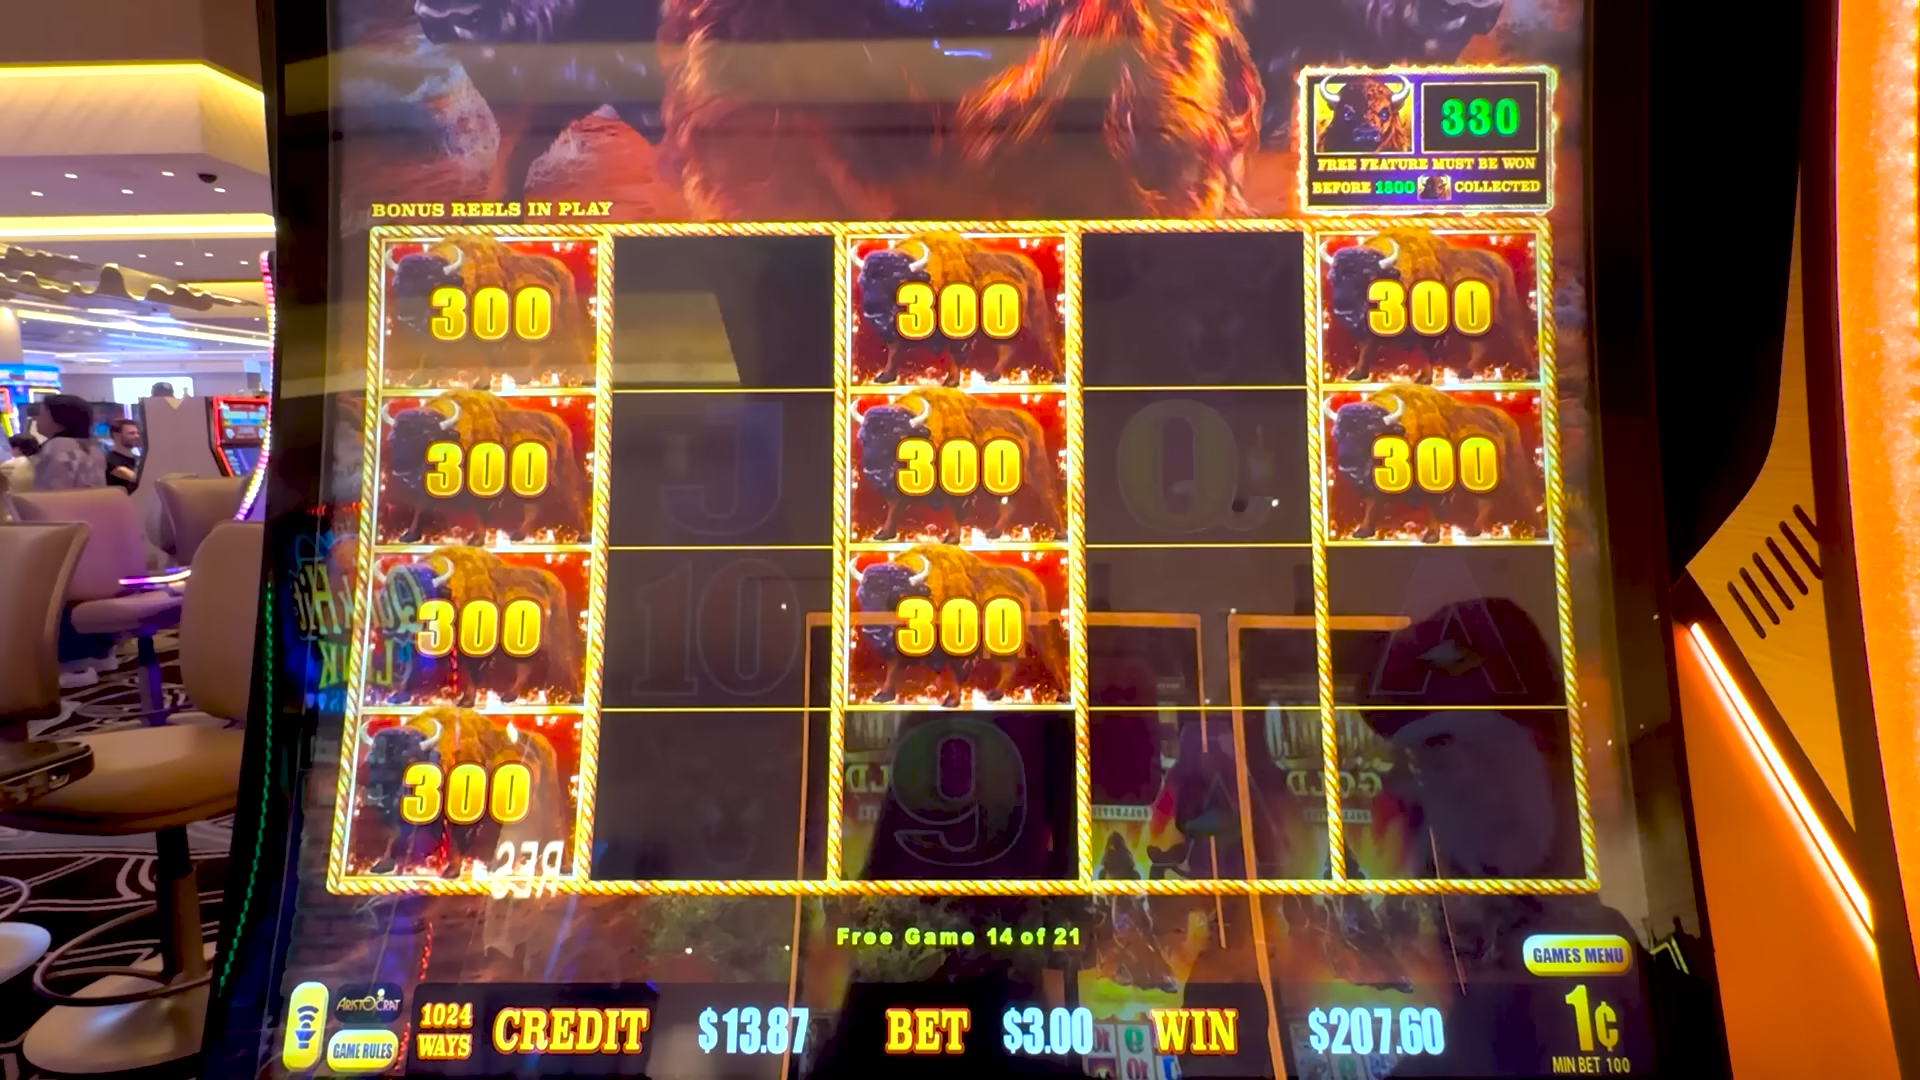 330
FREE FEATURE MUST BE WON
BEFORE 1800 COLLECTED
BONUS REELS IN PLAY
300 300 300
300 J 300 Q 300
300 10 300 A
300 9
Free Game 14 of 21
GAMES MENU
ARISTOCRAT
GAME RULES
1024 WAYS
CREDIT $13.87 BET $3.00 WIN $207.60
1¢
MIN BET 100